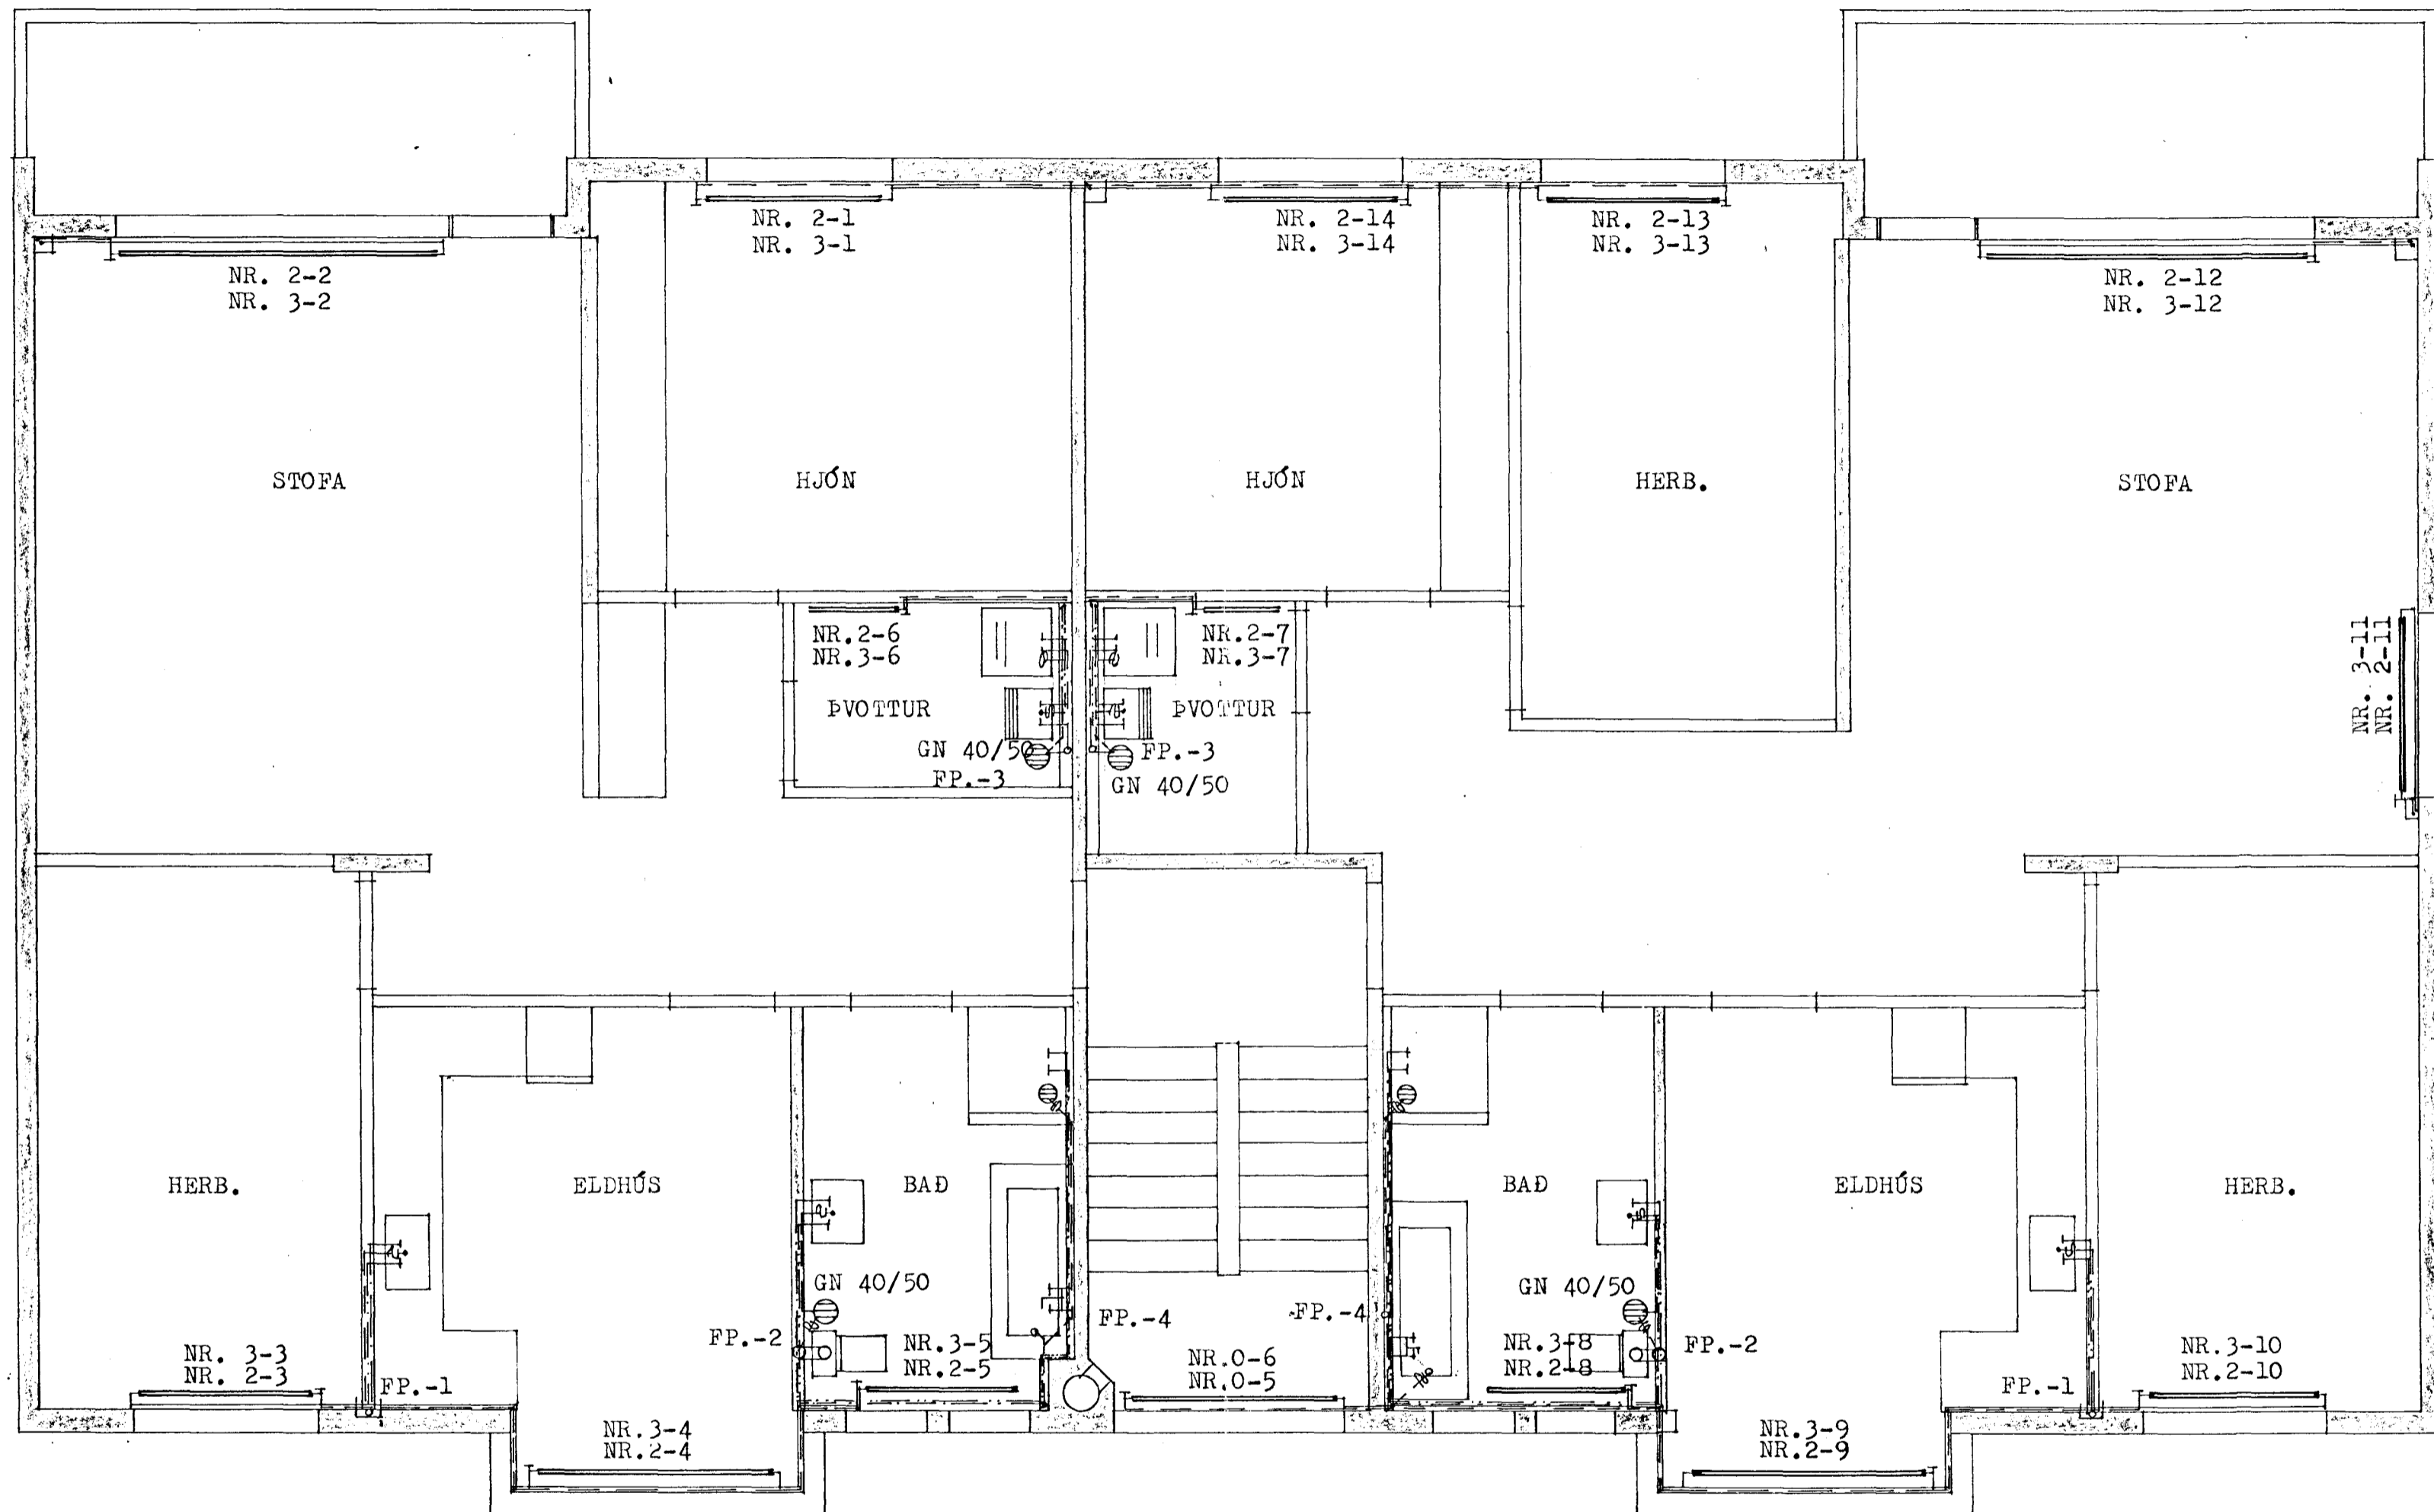 NR. 2-1
NR. 3-1
NR. 2-14
NR. 3-14
NR. 2-13
NR. 3-13
NR. 2-2
NR. 3-2
NR. 2-12
NR. 3-12
STOFA
HJÓN
HJÓN
HERB.
STOFA
NR.2-6
NR.3-6
NR.2-7
NR.3-7
NR. 3-11
NR. 2-11
ÞVOTTUR
ÞVOTTUR
GN 40/50
FP.-3
FP.-3
GN 40/50
HERB.
ELDHÚS
BAÐ
BAÐ
ELDHÚS
HERB.
GN 40/50
GN 40/50
FP.-2
FP.-4
FP.-4
FP.-2
NR. 3-3
NR. 2-3
FP.-1
NR.3-5
NR.2-5
NR.0-6
NR.0-5
NR.3-8
NR.2-8
FP.-1
NR.3-10
NR.2-10
NR.3-4
NR.2-4
NR.3-9
NR.2-9